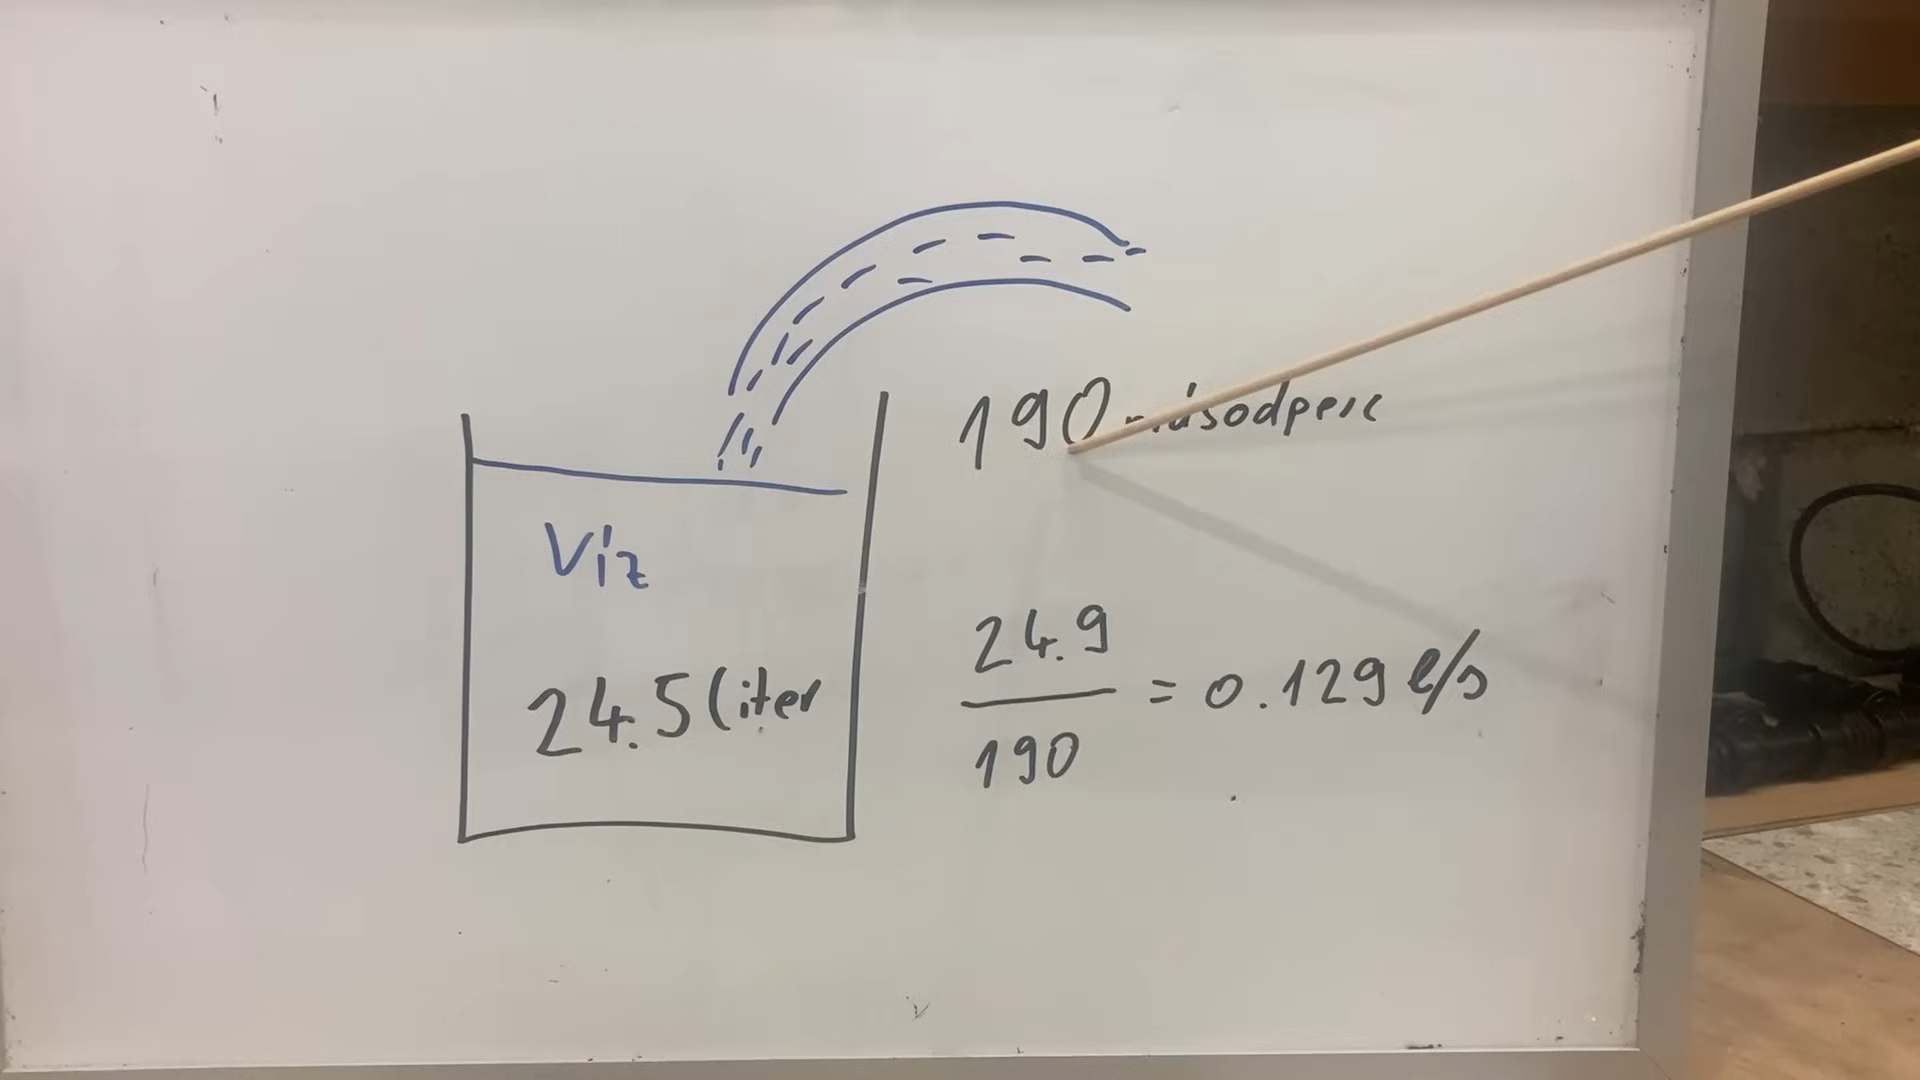 190 másodperc
Víz
24.5 liter
24.9
190
= 0.129 l/s